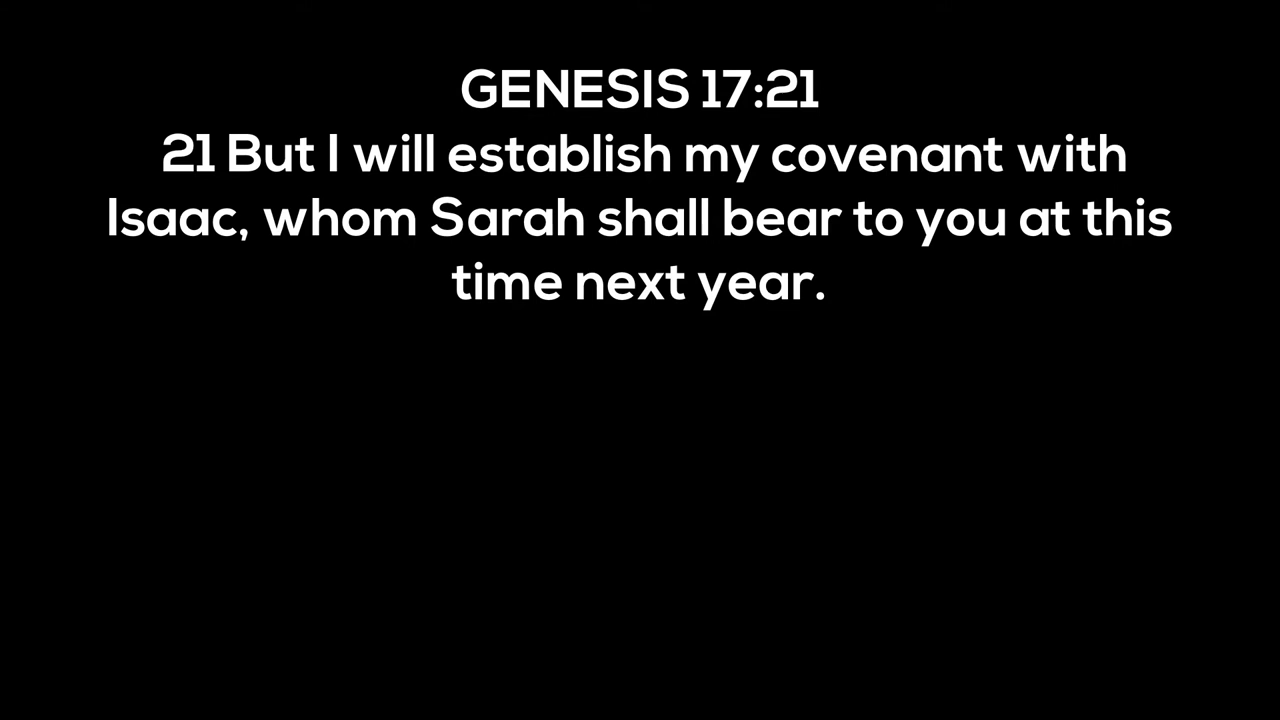 GENESIS 17:21
21 But I will establish my covenant with
Isaac, whom Sarah shall bear to you at this
time next year.